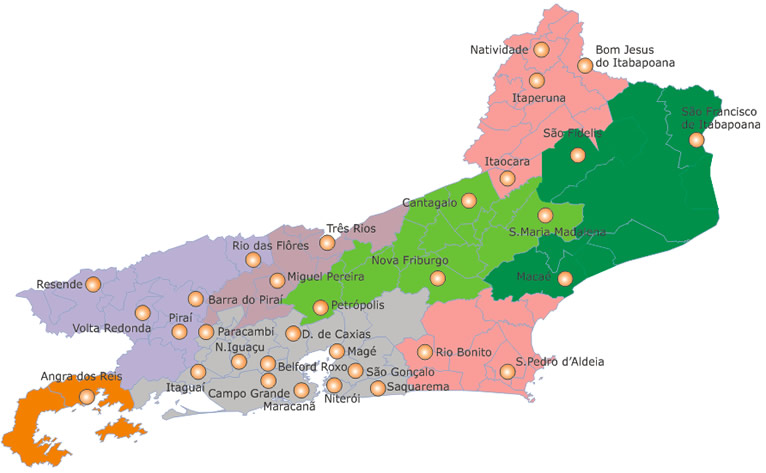 Natividade
Bom Jesus
do Itabapoana
Itaperuna
São Francisco
de Itabapoana
São Fidelis
Itaocara
Cantagalo
Três Rios
S.Maria Madalena
Rio das Flôres
Nova Friburgo
Miguel Pereira
Macaé
Resende
Barra do Piraí
Petrópolis
Piraí
Volta Redonda
Paracambí
D. de Caxias
N.Iguaçu
Magé
Rio Bonito
S.Pedro d'Aldeia
Belford Roxo
São Gonçalo
Angra dos Reis
Itaguaí
Campo Grande
Saquarema
Niterói
Maracanã